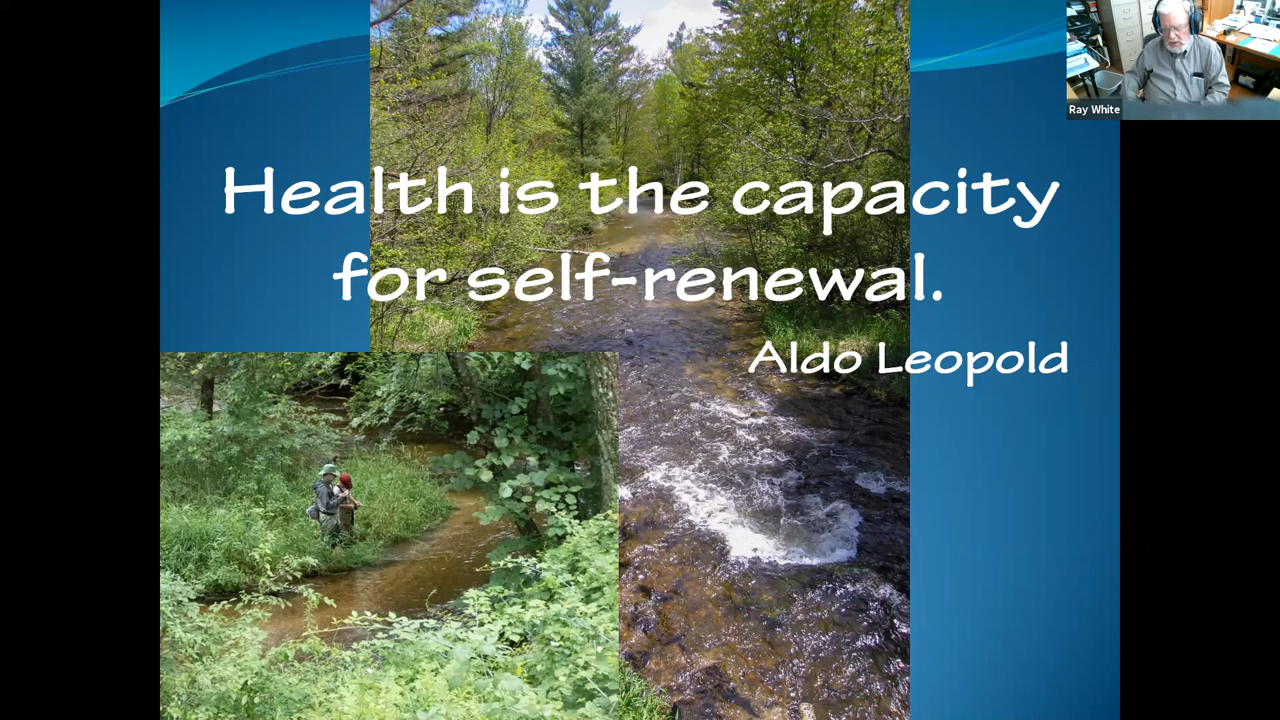 Ray White
Health is the capacity
for self-renewal.
Aldo Leopold